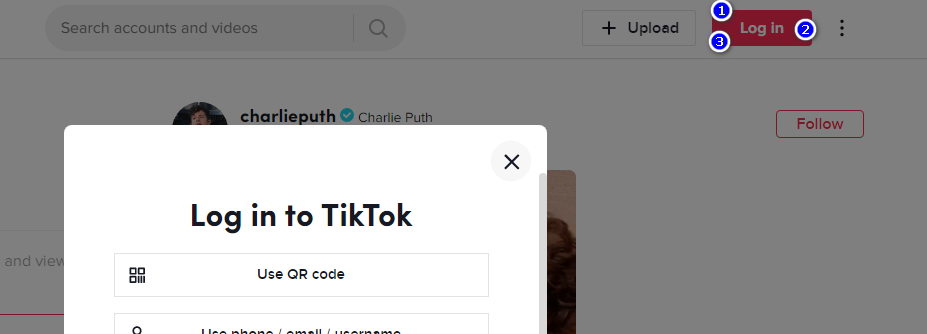 Search accounts and videos
+ Upload
1
Log in
2
3
charlieputh Charlie Puth
Follow
Log in to TikTok
and view
Use QR code
Use phone / email / username